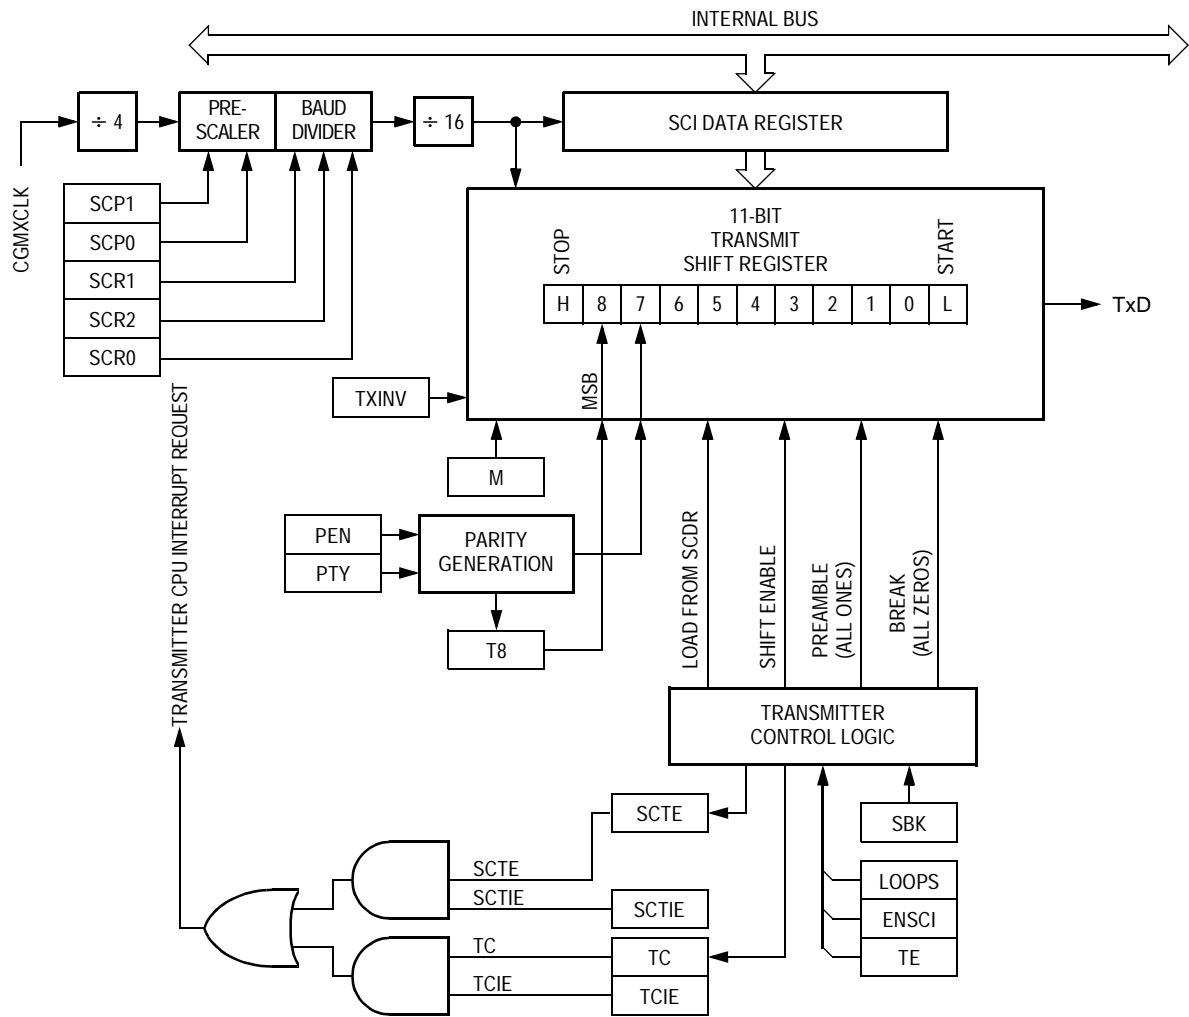 INTERNAL BUS
÷ 4
PRE-
SCALER
BAUD
DIVIDER
÷ 16
SCI DATA REGISTER
CGMXCLK
SCP1
SCP0
SCR1
SCR2
SCR0
11-BIT
TRANSMIT
SHIFT REGISTER
STOP
START
H 8 7 6 5 4 3 2 1 0 L
TxD
MSB
TXINV
M
PEN
PTY
PARITY
GENERATION
T8
LOAD FROM SCDR
SHIFT ENABLE
PREAMBLE
(ALL ONES)
BREAK
(ALL ZEROS)
TRANSMITTER CPU INTERRUPT REQUEST
TRANSMITTER
CONTROL LOGIC
SCTE
SBK
SCTE
SCTIE
SCTIE
LOOPS
ENSCI
TE
TC
TC
TCIE
TCIE